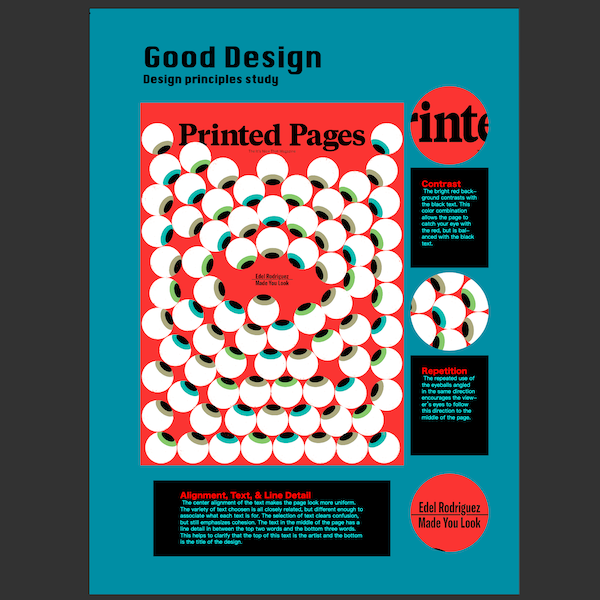 Good Design
Design principles study
Printed Pages
Edel Rodriguez
Made You Look
rinte
Contrast
The bright red back-
ground contrasts with
the black text. This
color combination
allows the page to
catch your eye with
the red, but is bal-
anced with the black
text.
Repetition
The repeated use of
the eyeballs angled
in the same direction
encourages the view-
er's eyes to follow
this direction to the
middle of the page.
Edel Rodriguez
Made You Look
Alignment, Text, & Line Detail
The center alignment of the text makes the page look more uniform.
The variety of text choosen is all closely related, but different enough to
associate what each text is for. The selection of text clears confusion,
but still emphasizes cohesion. The text in the middle of the page has a
line detail in between the top two words and the bottom three words.
This helps to clarify that the top of this text is the artist and the bottom
is the title of the design.